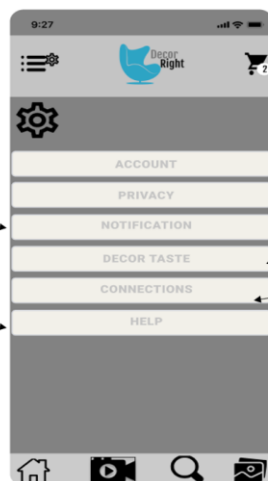 9:27
Decor
Right
2
ACCOUNT
PRIVACY
NOTIFICATION
DECOR TASTE
CONNECTIONS
HELP